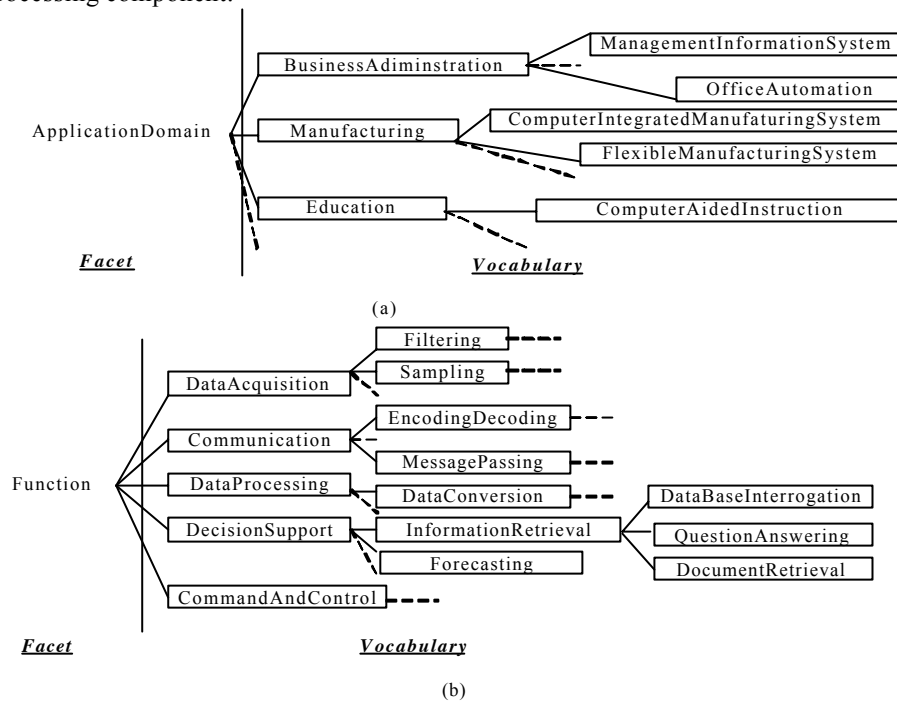 rocessing component.
ManagementInformationSystem
BusinessAdiminstration
OfficeAutomation
ComputerIntegratedManufaturingSystem
ApplicationDomain
Manufacturing
FlexibleManufacturingSystem
Education
ComputerAidedInstruction
Facet
Vocabulary
(a)
Filtering
DataAcquisition
Sampling
EncodingDecoding
Communication
MessagePassing
Function
DataProcessing
DataConversion
DataBaseInterrogation
DecisionSupport
InformationRetrieval
QuestionAnswering
Forecasting
DocumentRetrieval
CommandAndControl
Facet
Vocabulary
(b)